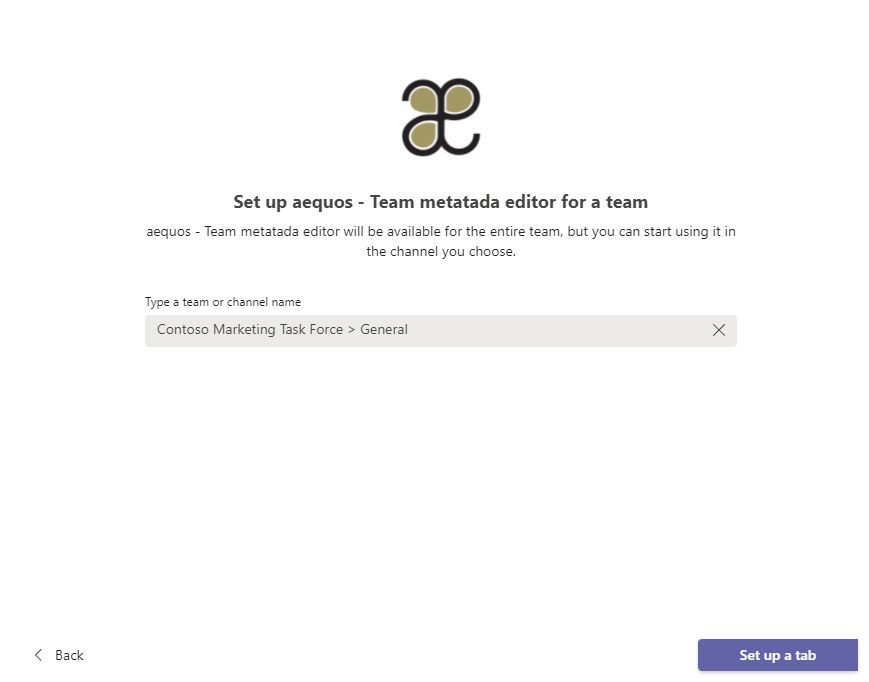 Set up aequos - Team metatada editor for a team
aequos - Team metatada editor will be available for the entire team, but you can start using it in
the channel you choose.
Type a team or channel name
Contoso Marketing Task Force > General
Back
Set up a tab